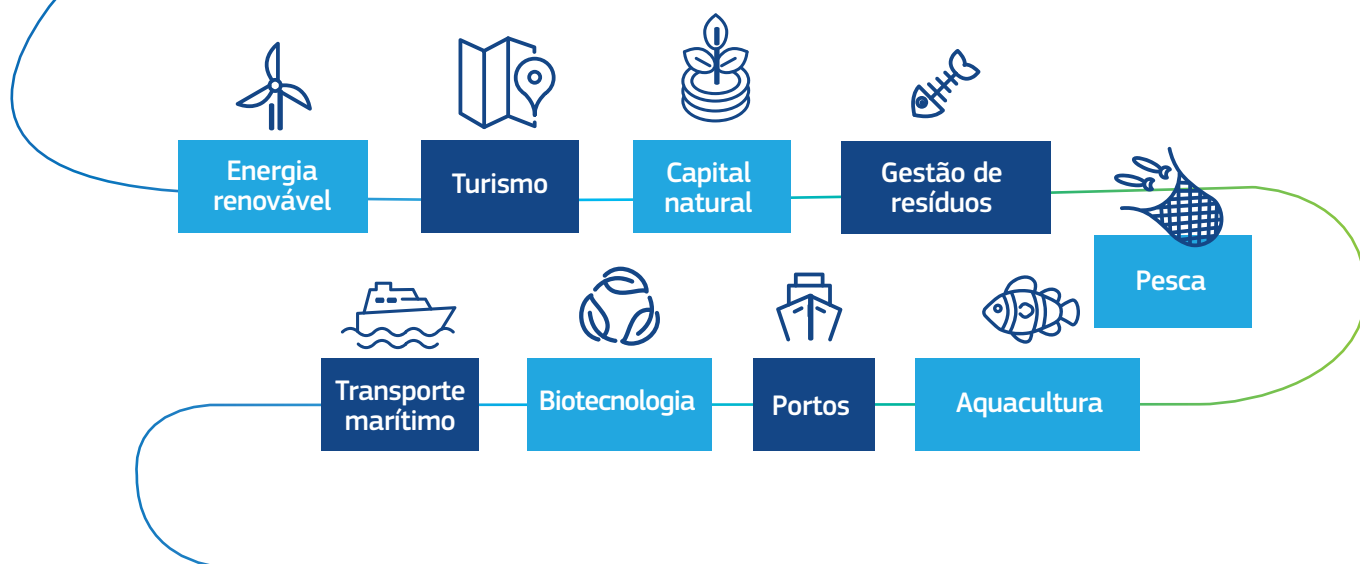 Energia
renovável
Turismo
Capital
natural
Gestão de
resíduos
Pesca
Transporte
marítimo
Biotecnologia
Portos
Aquacultura